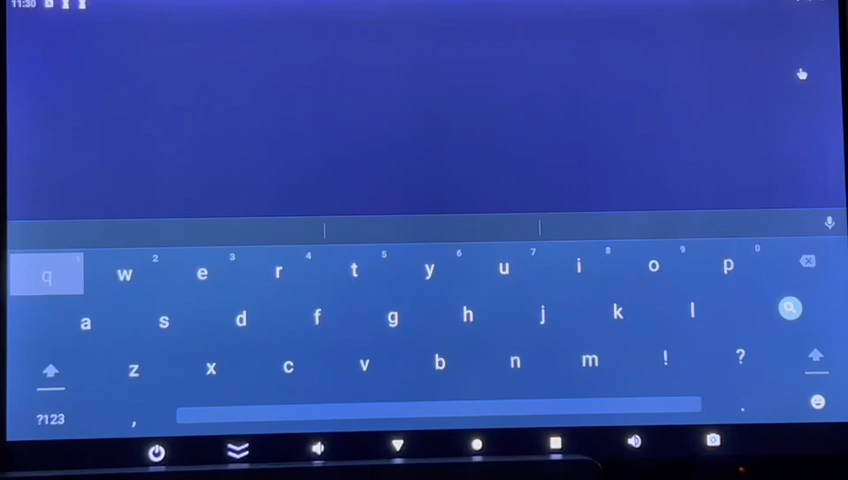 11:30
q 1 w 2 e 3 r 4 t 5 y 6 u 7 i 8 o 9 p 0
a s d f g h j k l
z x c v b n m ! ?
?123 , .